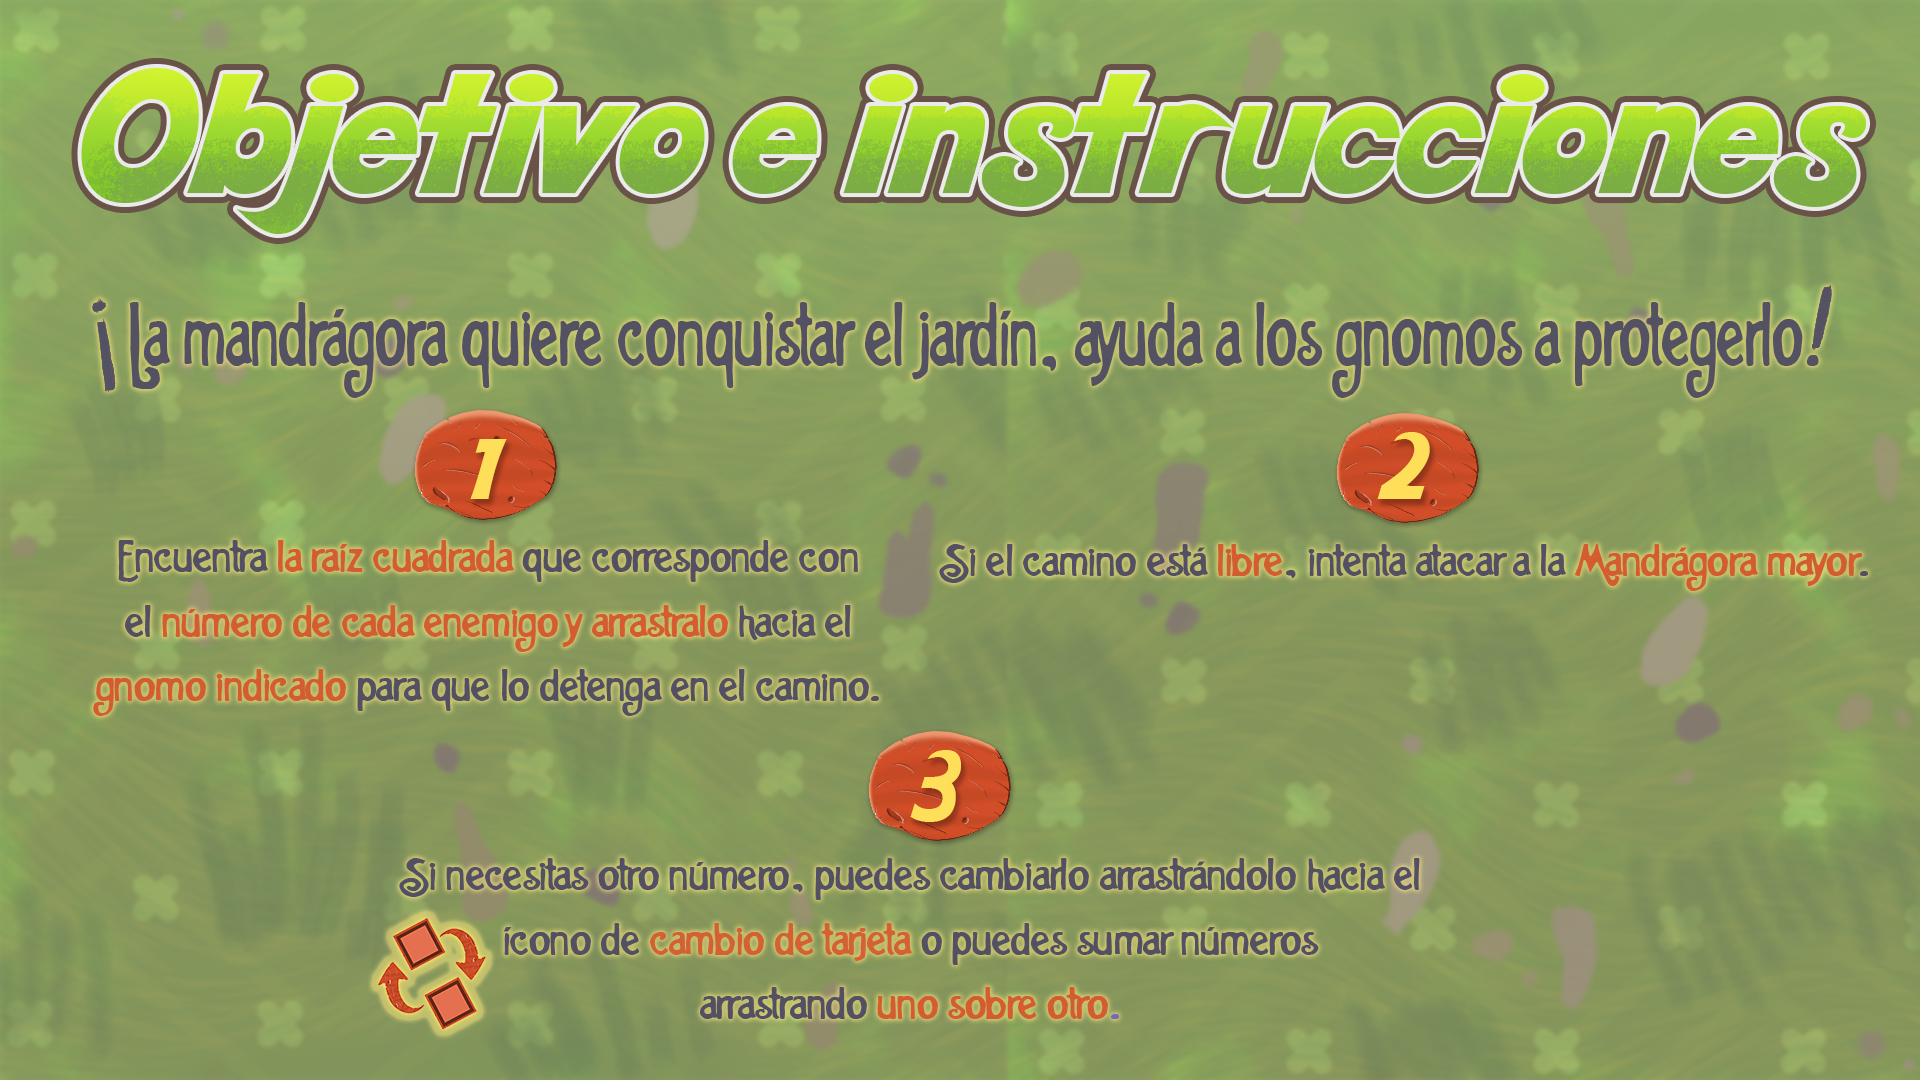 Objetivo e instrucciones
¡La mandrágora quiere conquistar el jardín, ayuda a los gnomos a protegerlo!
1
Encuentra la raíz cuadrada que corresponde con
el número de cada enemigo y arrastralo hacia el
gnomo indicado para que lo detenga en el camino.
2
Si el camino está libre, intenta atacar a la Mandrágora mayor.
3
Si necesitas otro número, puedes cambiarlo arrastrándolo hacia el
ícono de cambio de tarjeta o puedes sumar números
arrastrando uno sobre otro.